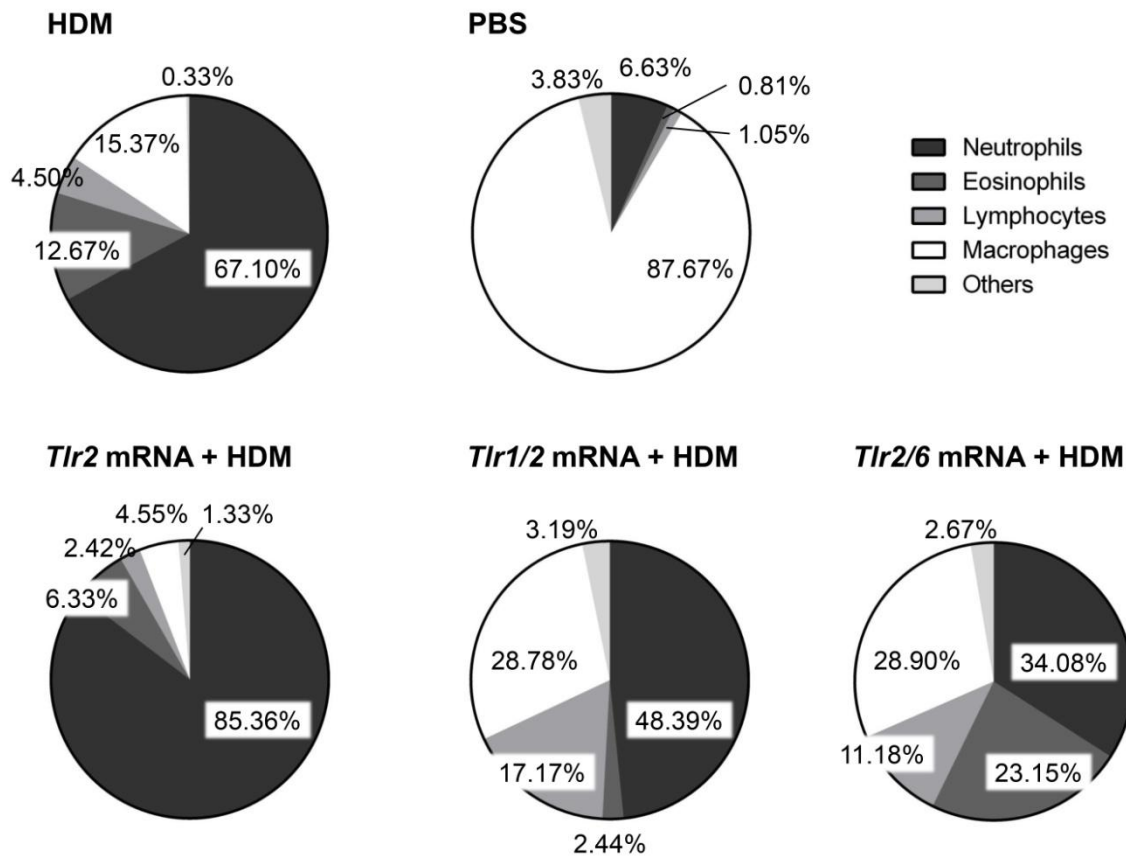 HDM
0.33%
15.37%
4.50%
12.67%
67.10%
PBS
3.83%
6.63%
0.81%
1.05%
87.67%
Neutrophils
Eosinophils
Lymphocytes
Macrophages
Others
Tlr2 mRNA + HDM
4.55%
1.33%
2.42%
6.33%
85.36%
Tlr1/2 mRNA + HDM
3.19%
28.78%
48.39%
17.17%
2.44%
Tlr2/6 mRNA + HDM
2.67%
28.90%
34.08%
11.18%
23.15%